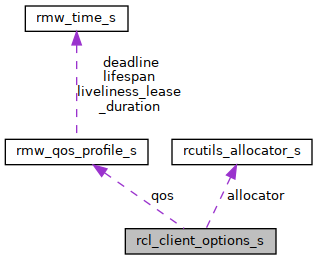 rmw_time_s
deadline
lifespan
liveliness_lease
_duration
rmw_qos_profile_s
rcutils_allocator_s
qos
allocator
rcl_client_options_s